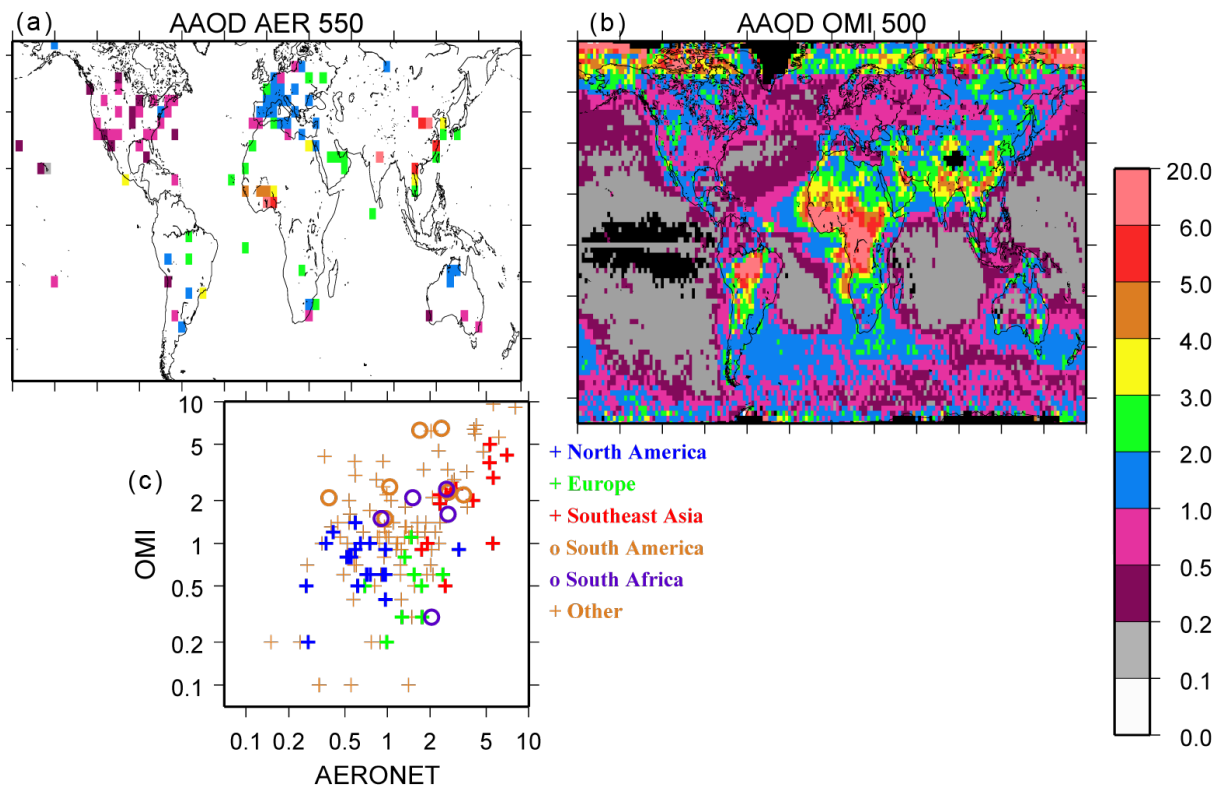 (a) AAOD AER 550
(b) AAOD OMI 500
20.0
6.0
5.0
4.0
3.0
2.0
1.0
0.5
0.2
0.1
0.0
(c)
OMI
10
5
2
1
0.5
0.2
0.1
0.1 0.2 0.5 1 2 5 10
AERONET
+ North America
+ Europe
+ Southeast Asia
o South America
o South Africa
+ Other